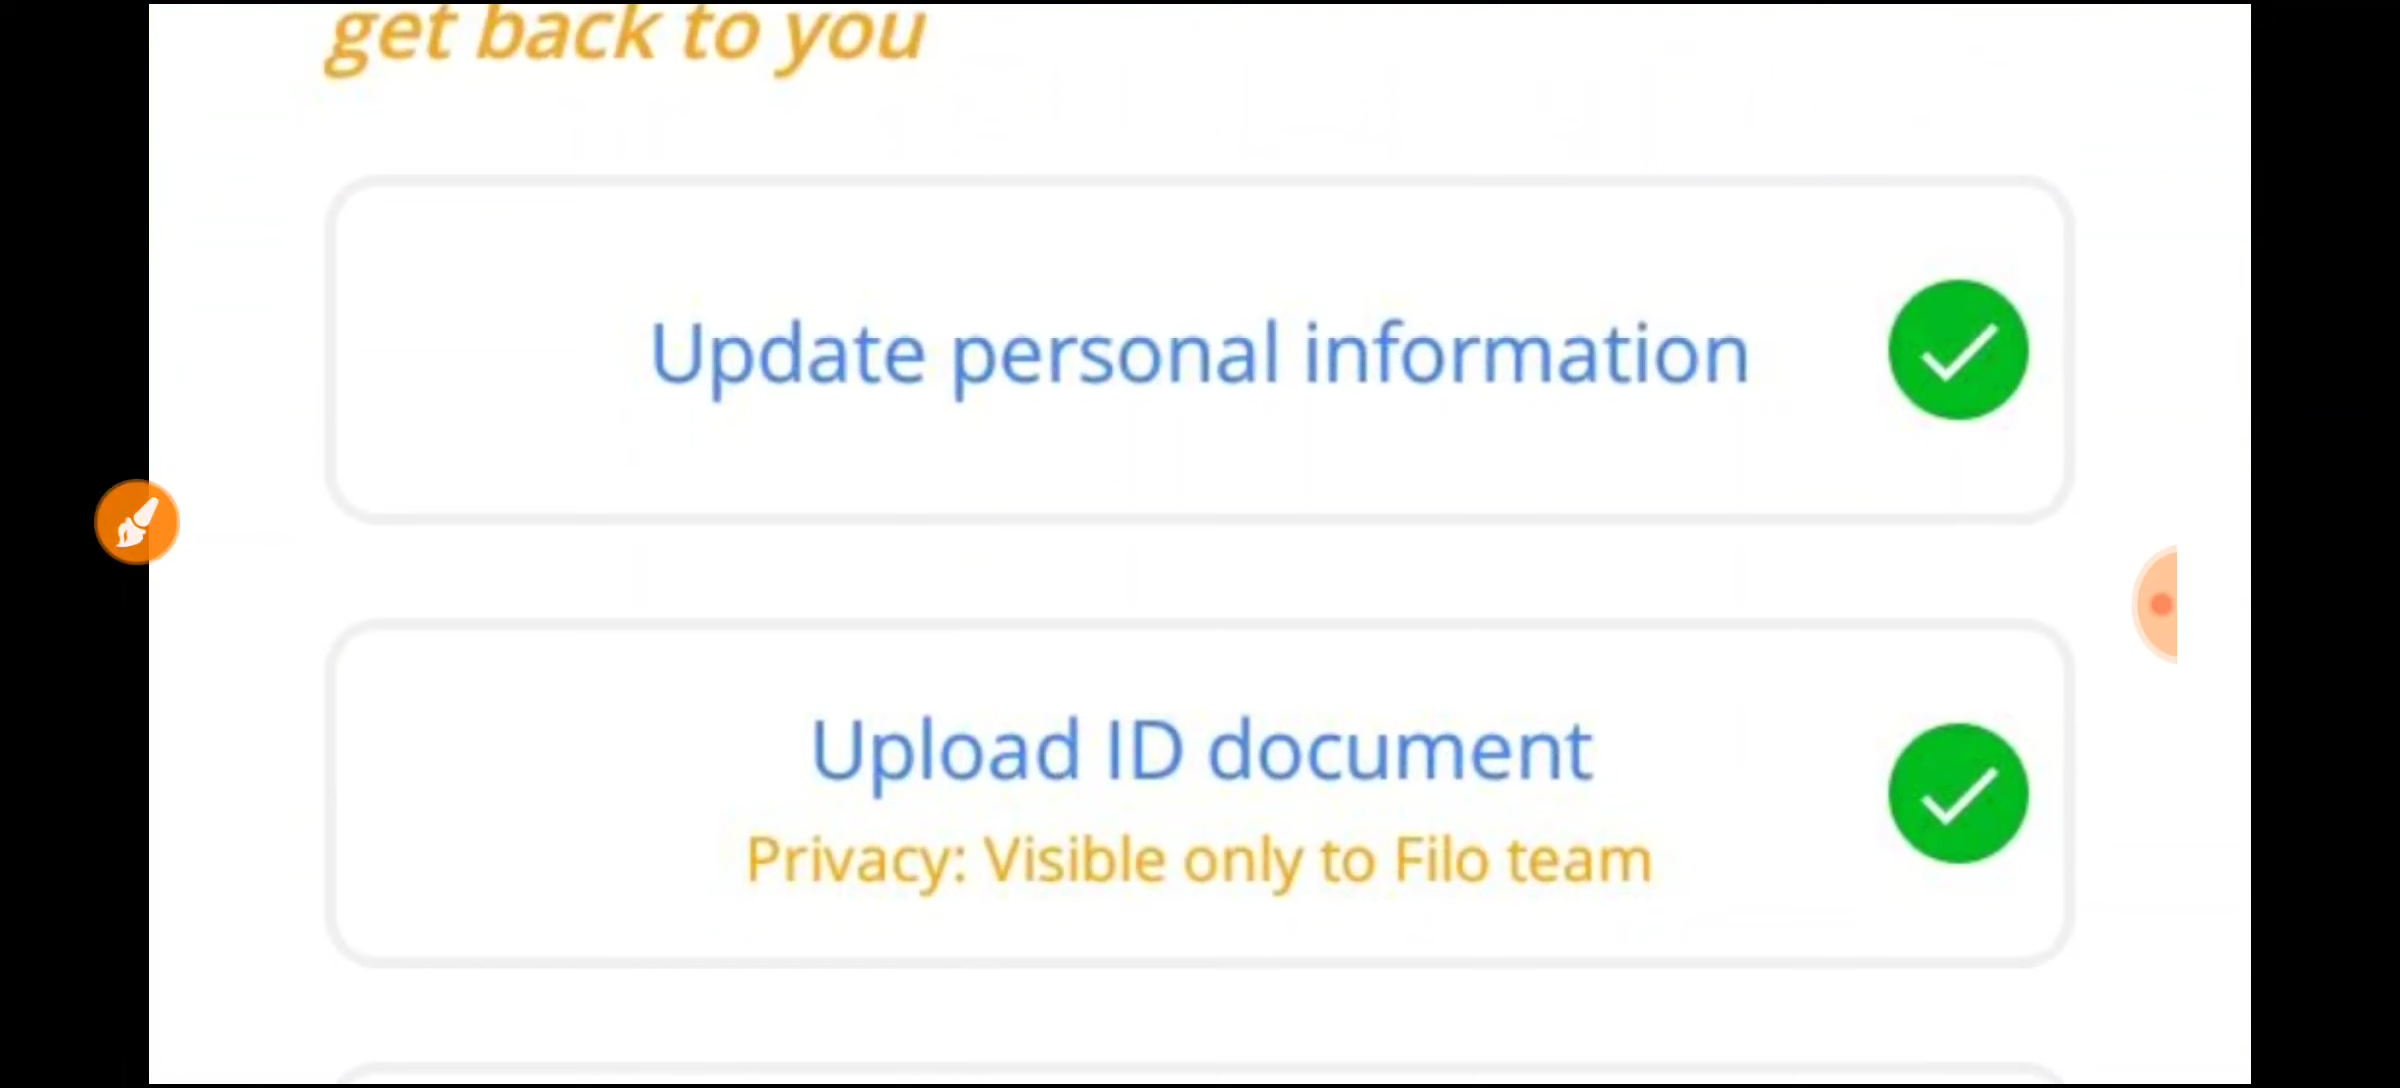 get back to you
Update personal information
Upload ID document
Privacy: Visible only to Filo team